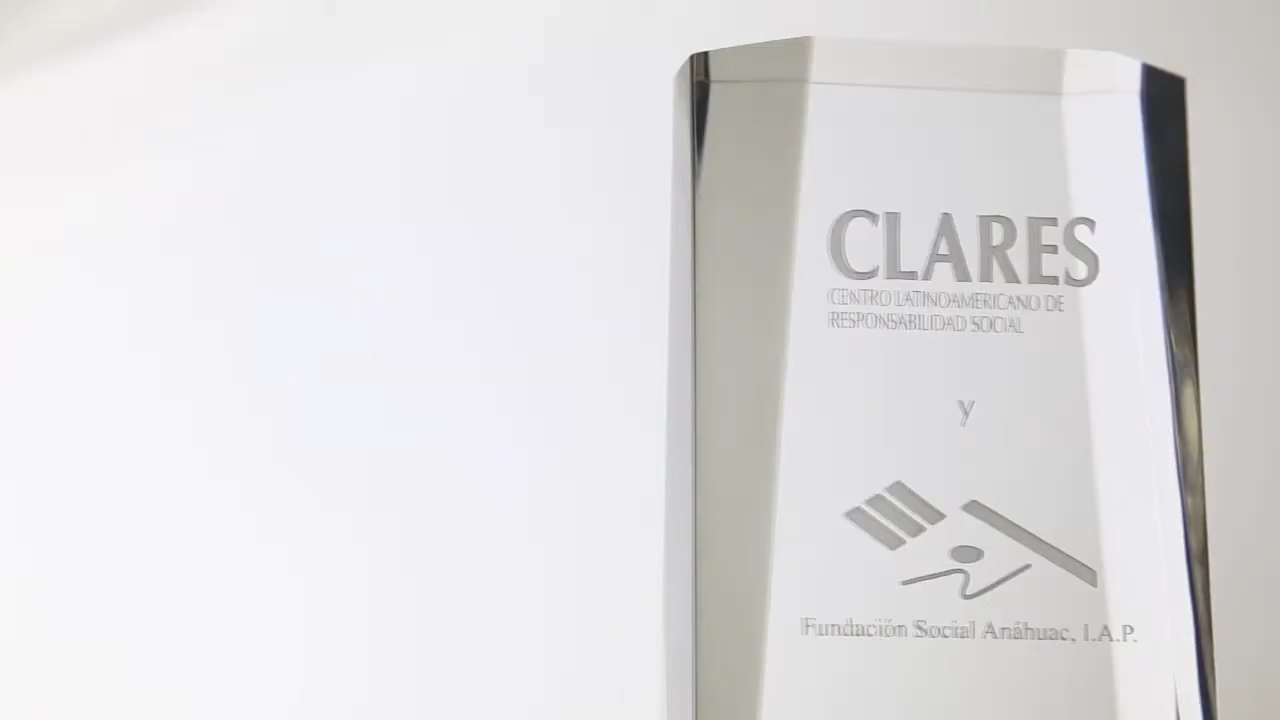 CLARES
CENTRO LATINOAMERICANO DE
RESPONSABILIDAD SOCIAL
y
Fundación Social Anáhuac, I.A.P.